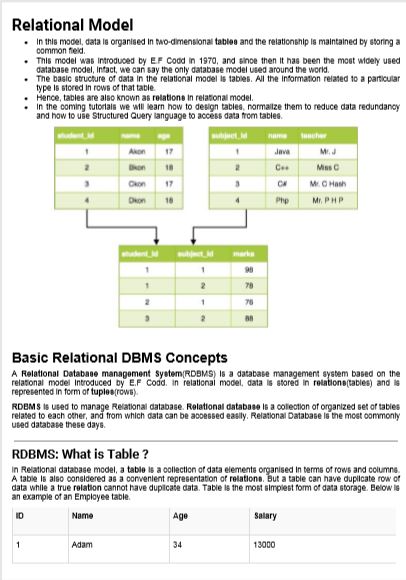 Relational Model
• In this model, data is organised in two-dimensional tables and the relationship is maintained by storing a
common field.
• This model was introduced by E.F Codd in 1970, and since then it has been the most widely used
database model, infact, we can say the only database model used around the world.
• The basic structure of data in the relational model is tables. All the information related to a particular
type is stored in rows of that table.
• Hence, tables are also known as relations in relational model.
• In the coming tutorials we will learn how to design tables, normalize them to reduce data redundancy
and how to use Structured Query language to access data from tables.
student_id name age subject_id name teacher
1 Akon 17 1 Java Mr. J
2 Bkon 18 2 C++ Miss C
3 Ckon 17 3 C# Mr. C Hash
4 Dkon 18 4 Php Mr. P H P
student_id subject_id marks
1 1 98
1 2 78
2 1 76
3 2 88
Basic Relational DBMS Concepts
A Relational Database management System(RDBMS) is a database management system based on the
relational model introduced by E.F Codd. In relational model, data is stored in relations(tables) and is
represented in form of tuples(rows).
RDBMS is used to manage Relational database. Relational database is a collection of organized set of tables
related to each other, and from which data can be accessed easily. Relational Database is the most commonly
used database these days.
RDBMS: What is Table ?
In Relational database model, a table is a collection of data elements organised in terms of rows and columns.
A table is also considered as a convenient representation of relations. But a table can have duplicate row of
data while a true relation cannot have duplicate data. Table is the most simplest form of data storage. Below is
an example of an Employee table.
ID Name Age Salary
1 Adam 34 13000